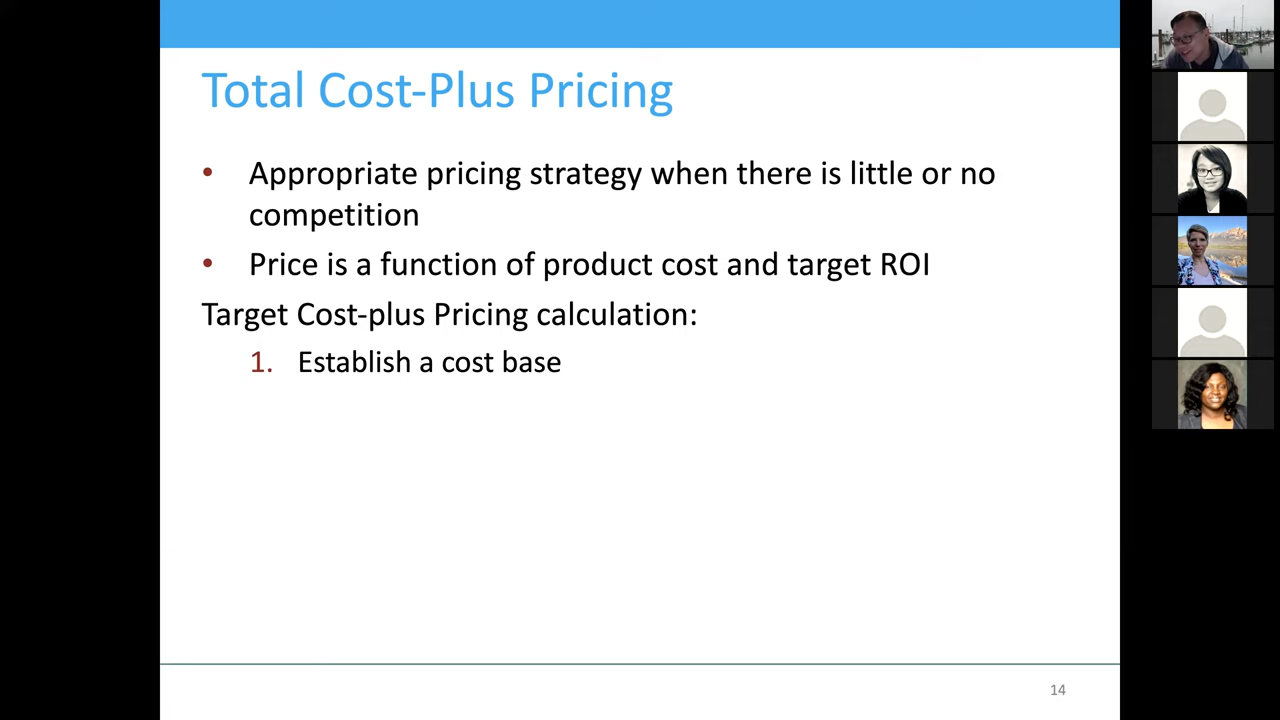 Total Cost-Plus Pricing
• Appropriate pricing strategy when there is little or no
competition
• Price is a function of product cost and target ROI
Target Cost-plus Pricing calculation:
1. Establish a cost base
14